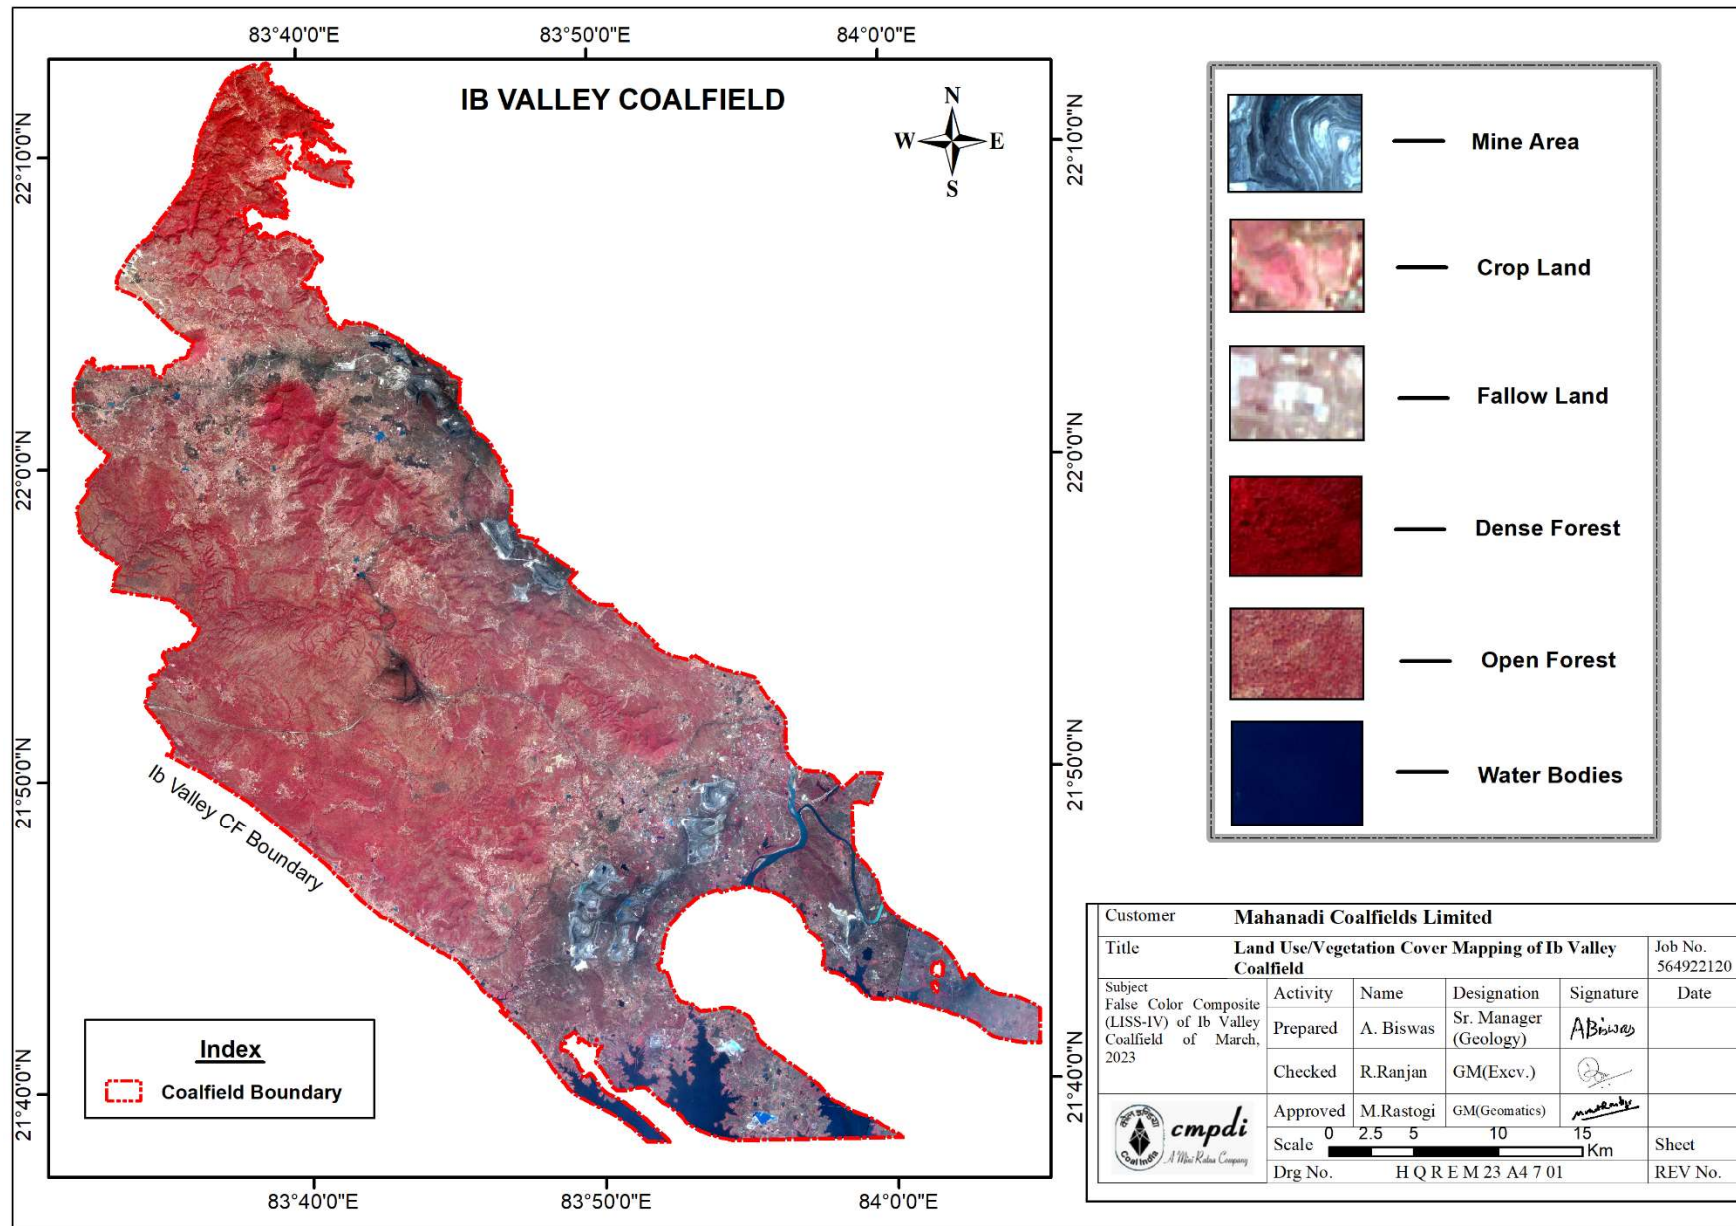 83°40'0"E
83°50'0"E
84°0'0"E
IB VALLEY COALFIELD
N
W
E
S
22°10'0"N
22°10'0"N
22°0'0"N
22°0'0"N
21°50'0"N
21°50'0"N
21°40'0"N
21°40'0"N
Ib Valley CF Boundary
Index
Coalfield Boundary
83°40'0"E
83°50'0"E
84°0'0"E
Mine Area
Crop Land
Fallow Land
Dense Forest
Open Forest
Water Bodies
Customer Mahanadi Coalfields Limited
Title Land Use/Vegetation Cover Mapping of Ib Valley
Coalfield
Job No.
564922120
Subject
False Color Composite
(LISS-IV) of Ib Valley
Coalfield of March,
2023
Activity Name Designation Signature Date
Prepared A. Biswas Sr. Manager
(Geology)
ABiswas
Checked R.Ranjan GM(Excv.)
Approved M.Rastogi GM(Geomatics)
Scale 0 2.5 5 10 15
Km
Sheet
Drg No. H Q R E M 23 A4 7 01 REV No.
Coal India
cmpdi
A Mini Ratna Company